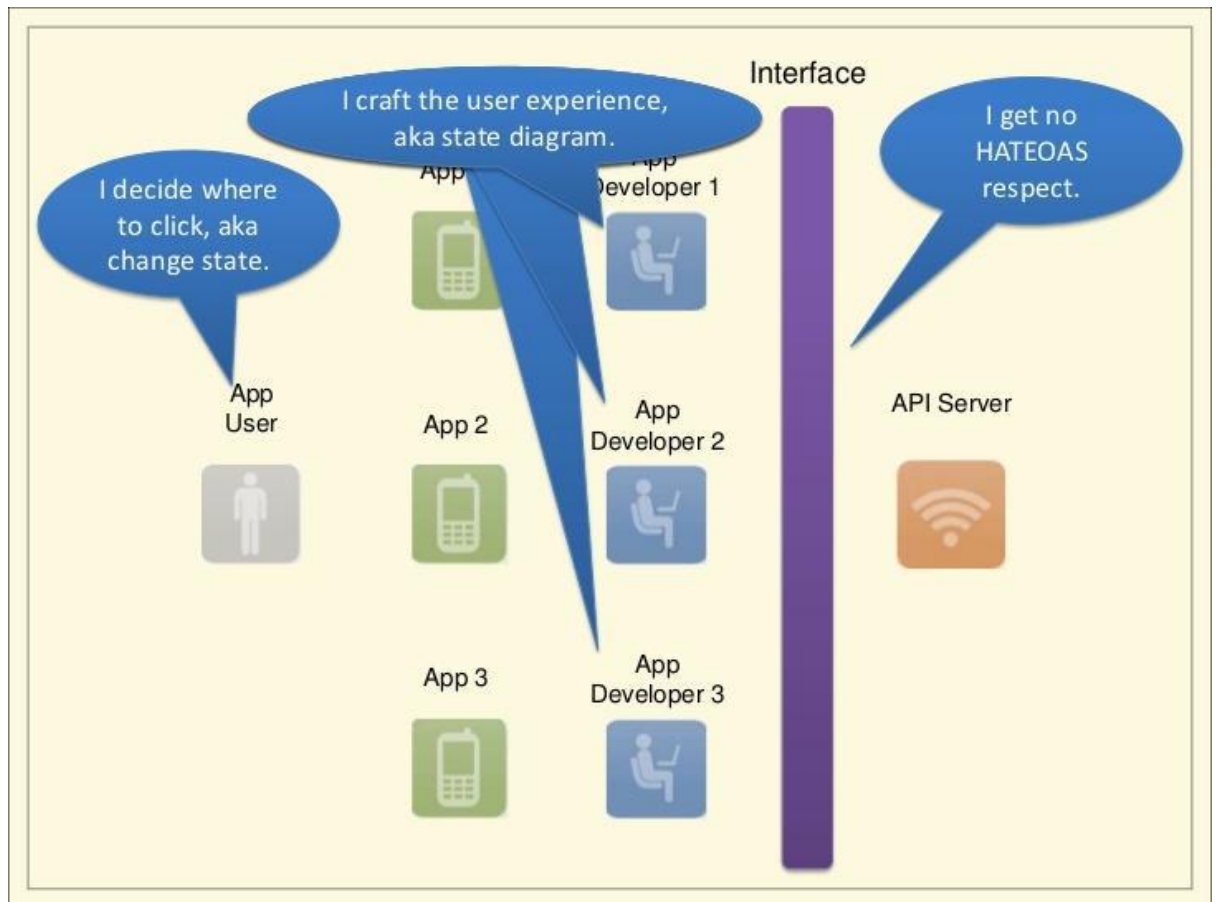 Interface
I craft the user experience,
aka state diagram.
I get no
HATEOAS
respect.
I decide where
to click, aka
change state.
App
App
Developer 1
App
User
App 2
App
Developer 2
API Server
App 3
App
Developer 3